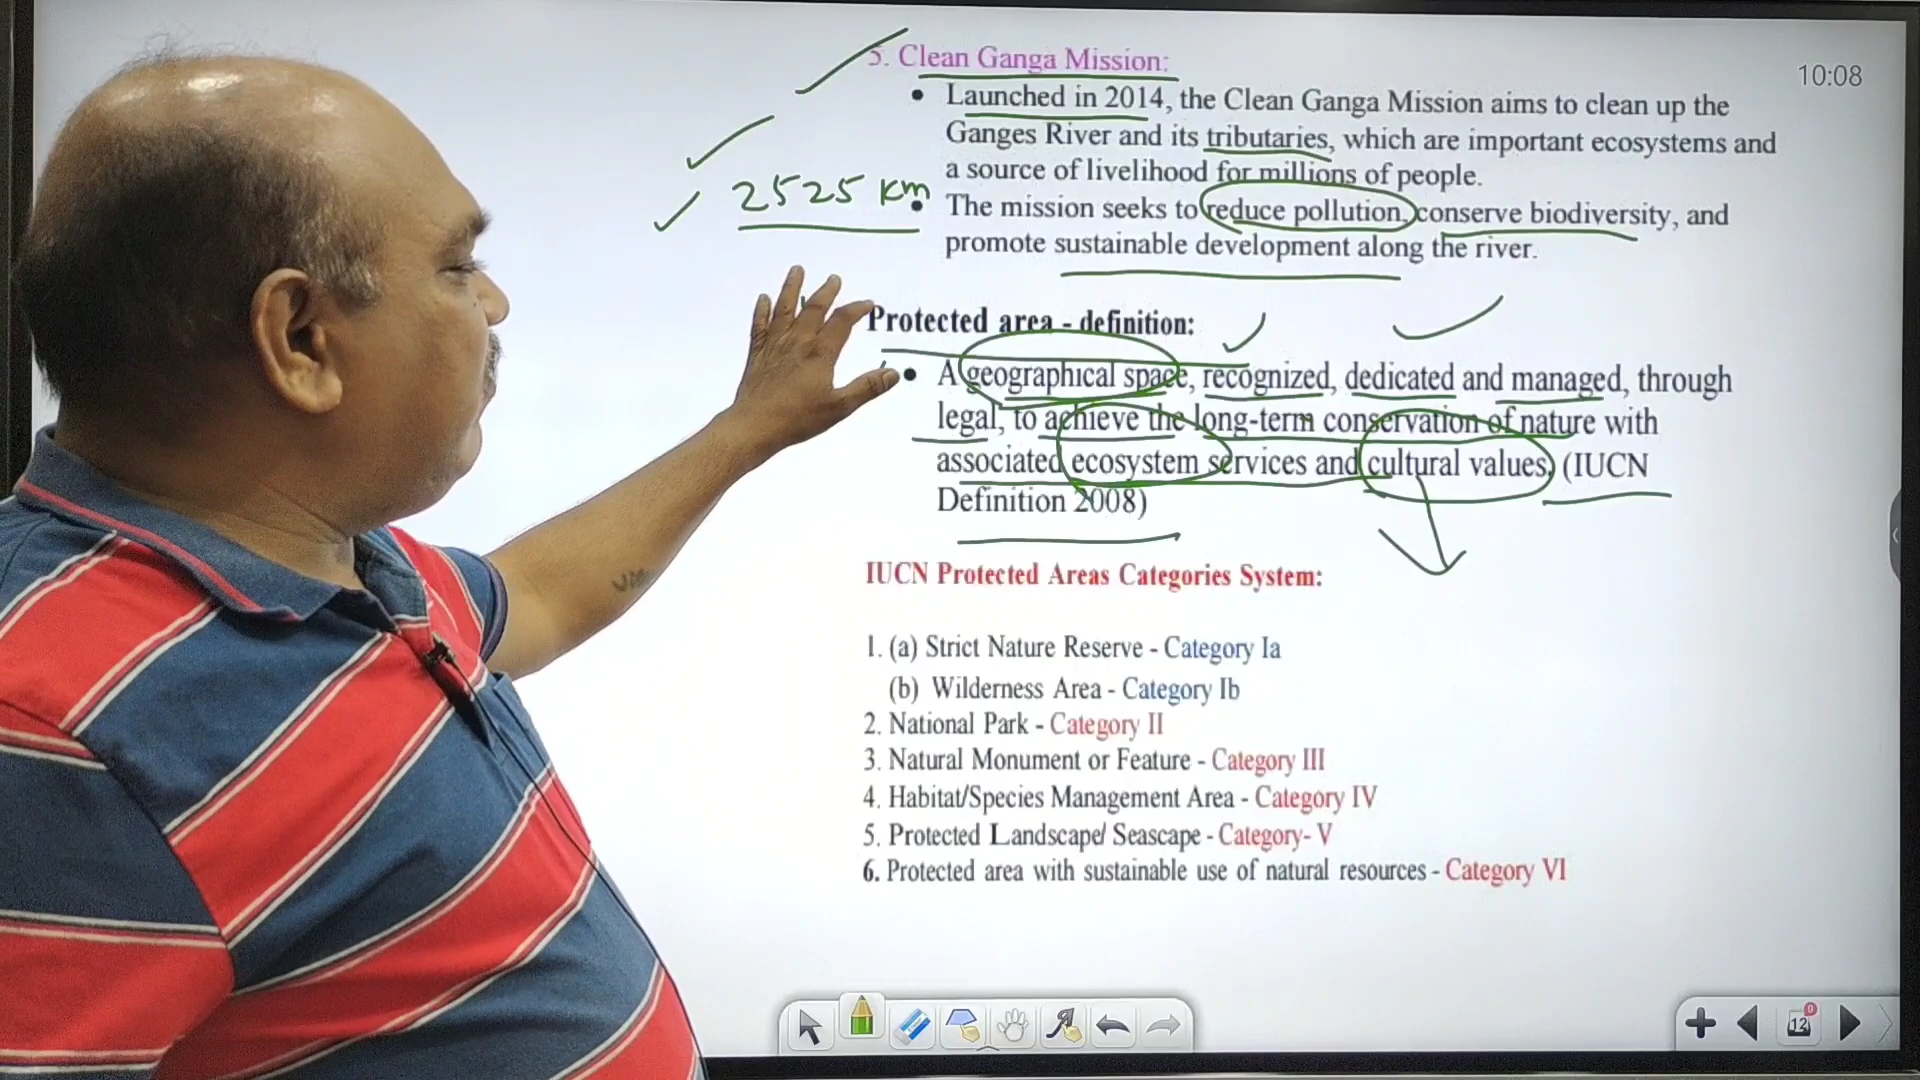 10:08
5. Clean Ganga Mission:
• Launched in 2014, the Clean Ganga Mission aims to clean up the
Ganges River and its tributaries, which are important ecosystems and
a source of livelihood for millions of people.
2525 km
• The mission seeks to reduce pollution, conserve biodiversity, and
promote sustainable development along the river.
Protected area - definition:
• A geographical space, recognized, dedicated and managed, through
legal, to achieve the long-term conservation of nature with
associated ecosystem services and cultural values. (IUCN
Definition 2008)
IUCN Protected Areas Categories System:
1. (a) Strict Nature Reserve - Category Ia
(b) Wilderness Area - Category Ib
2. National Park - Category II
3. Natural Monument or Feature - Category III
4. Habitat/Species Management Area - Category IV
5. Protected Landscape/ Seascape - Category- V
6. Protected area with sustainable use of natural resources - Category VI
12
0